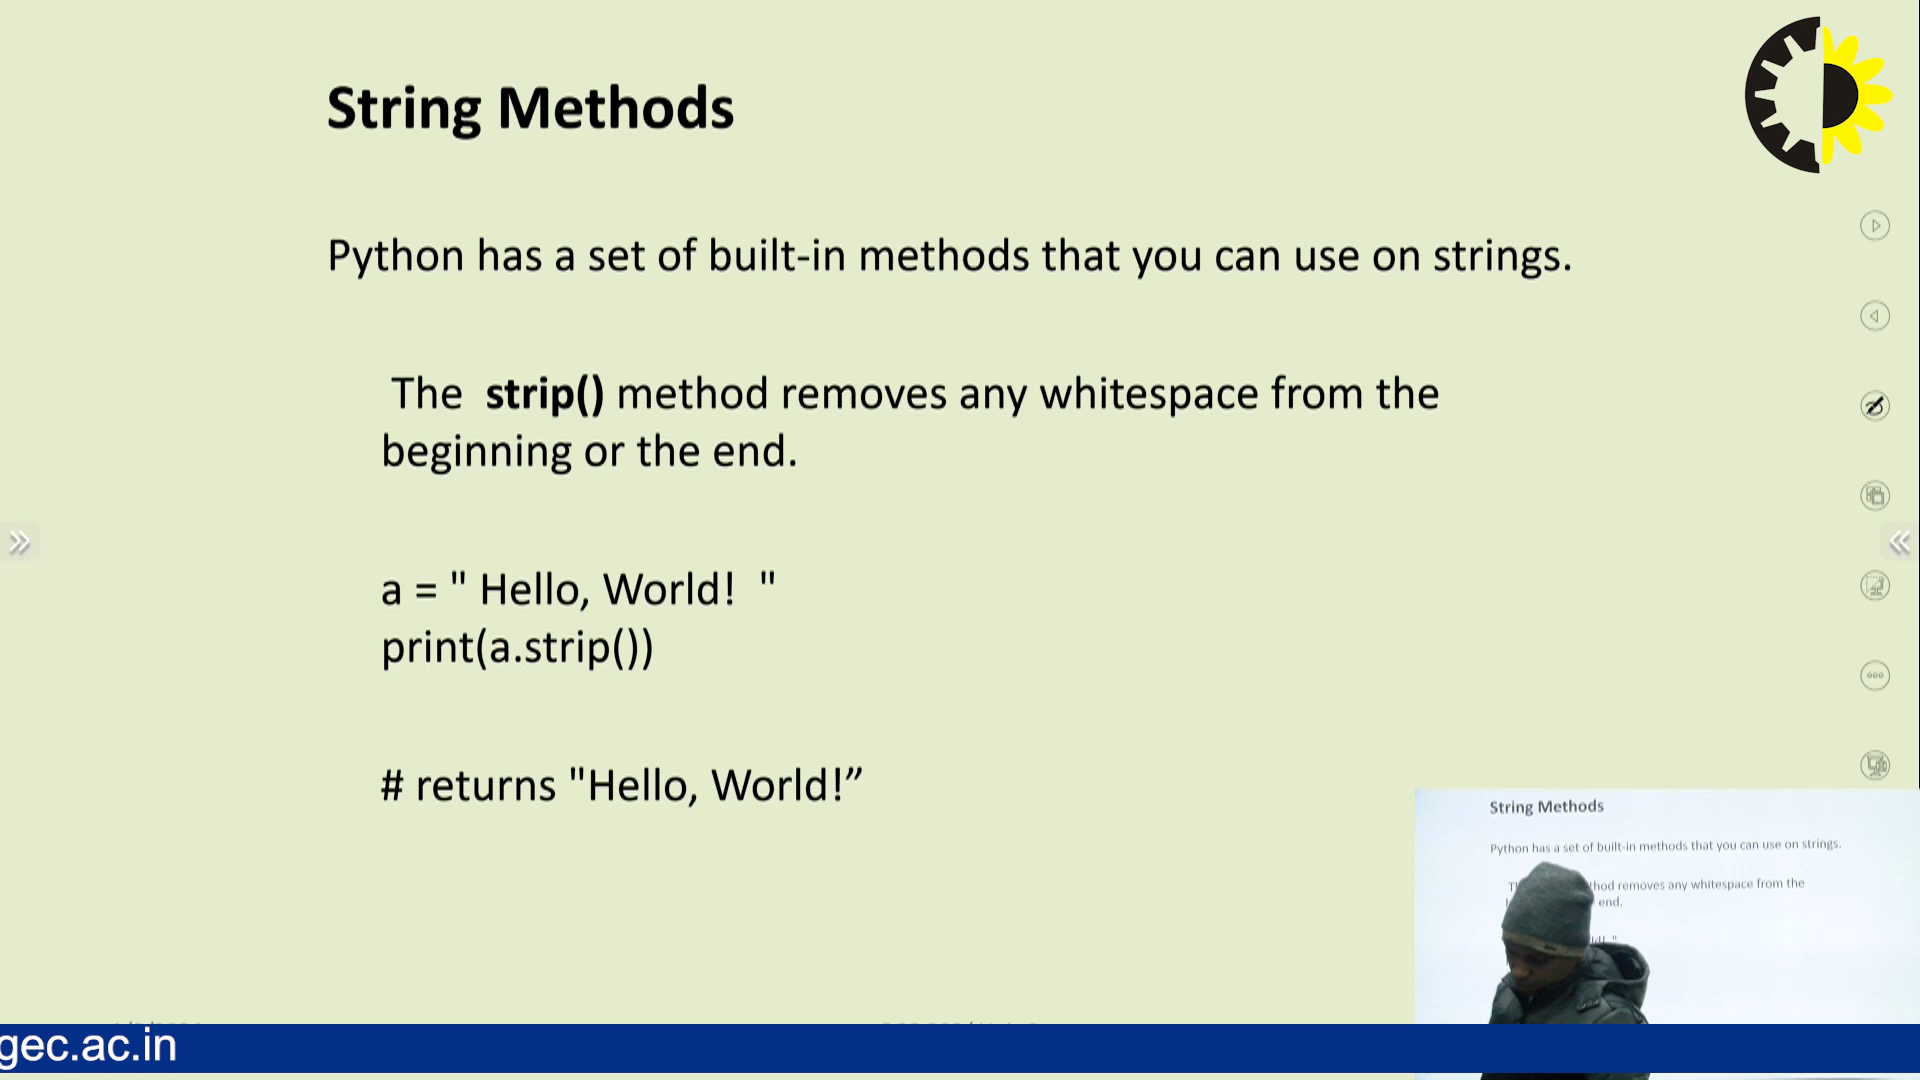 String Methods
Python has a set of built-in methods that you can use on strings.
The strip() method removes any whitespace from the
beginning or the end.
a = " Hello, World!  "
print(a.strip())
# returns "Hello, World!”
String Methods
Python has a set of built-in methods that you can use on strings.
removes any whitespace from the
end.
gec.ac.in